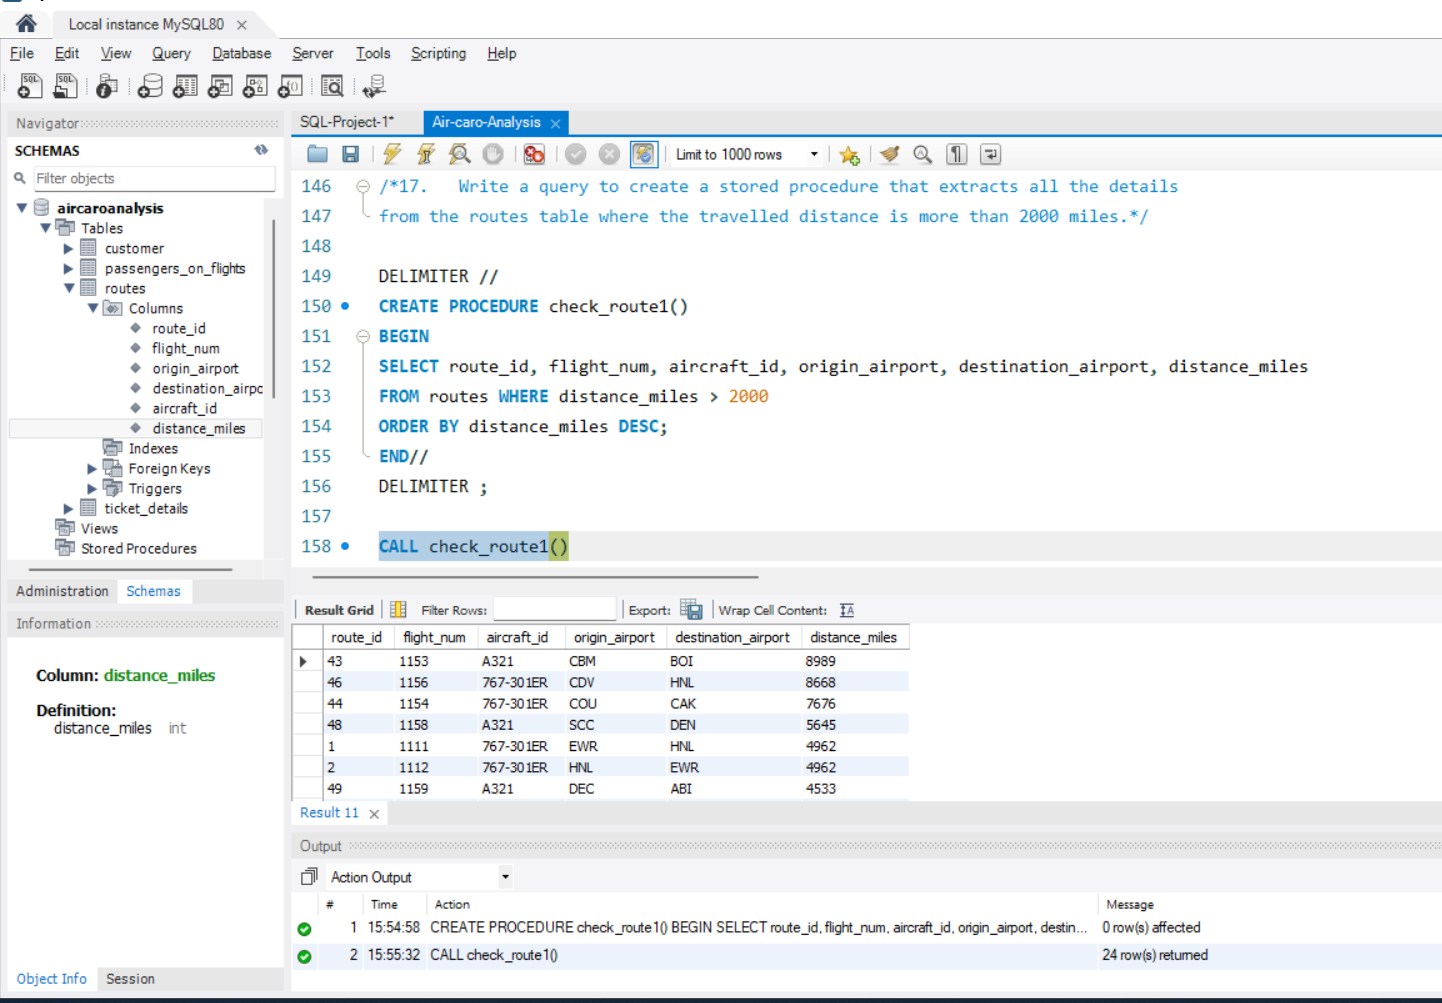 Local instance MySQL80
File Edit View Query Database Server Tools Scripting Help
Navigator
SCHEMAS
Filter objects
aircaroanalysis
Tables
customer
passengers_on_flights
routes
Columns
route_id
flight_num
origin_airport
destination_airpc
aircraft_id
distance_miles
Indexes
Foreign Keys
Triggers
ticket_details
Views
Stored Procedures
Administration Schemas
Information
Column: distance_miles
Definition:
distance_miles int
Object Info Session
SQL-Project-1* Air-caro-Analysis
Limit to 1000 rows
146 /*17. Write a query to create a stored procedure that extracts all the details
147 from the routes table where the travelled distance is more than 2000 miles.*/
148
149 DELIMITER //
150 CREATE PROCEDURE check_route1()
151 BEGIN
152 SELECT route_id, flight_num, aircraft_id, origin_airport, destination_airport, distance_miles
153 FROM routes WHERE distance_miles > 2000
154 ORDER BY distance_miles DESC;
155 END//
156 DELIMITER ;
157
158 CALL check_route1()
Result Grid Filter Rows: Export: Wrap Cell Content:
route_id flight_num aircraft_id origin_airport destination_airport distance_miles
43 1153 A321 CBM BOI 8989
46 1156 767-301ER CDV HNL 8668
44 1154 767-301ER COU CAK 7676
48 1158 A321 SCC DEN 5645
1 1111 767-301ER EWR HNL 4962
2 1112 767-301ER HNL EWR 4962
49 1159 A321 DEC ABI 4533
Result 11
Output
Action Output
# Time Action Message
1 15:54:58 CREATE PROCEDURE check_route1() BEGIN SELECT route_id, flight_num, aircraft_id, origin_airport, destin... 0 row(s) affected
2 15:55:32 CALL check_route1() 24 row(s) returned